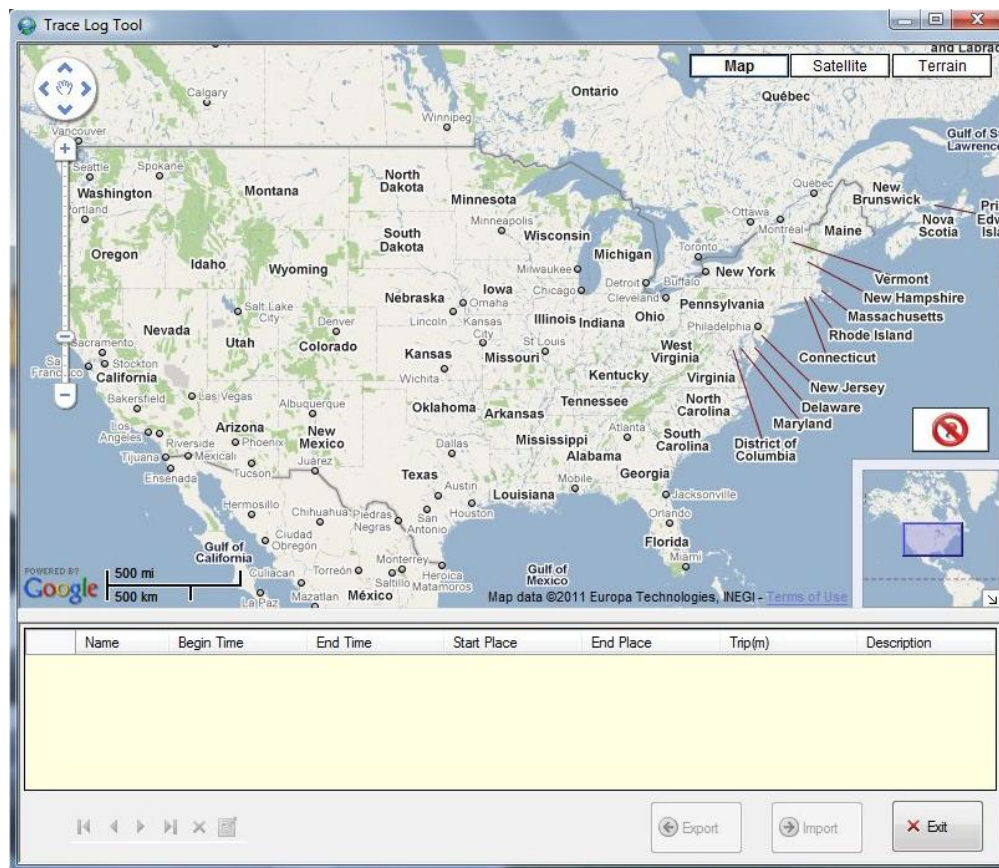 Trace Log Tool
and Labrad
Map
Satellite
Terrain
Ontario
Québec
Calgary
Winnipeg
Vancouver
Gulf of S
Lawrence
Seattle
Spokane
Washington
Montana
North
Dakota
Minnesota
Québec
New
Brunswick
Pri
Edw
Isla
Nova
Scotia
Portland
Minneapolis
Ottawa
Montréal
Maine
Oregon
South
Dakota
Wisconsin
Michigan
Toronto
Idaho
Wyoming
Milwaukee
Buffalo
New York
Vermont
Iowa
Chicago
Detroit
Cleveland
Nebraska
Omaha
Pennsylvania
New Hampshire
Salt Lake
City
Lincoln
Kansas
City
Illinois
Indiana
Ohio
Massachusetts
Rhode Island
Nevada
Denver
Philadelphia
Utah
Colorado
Kansas
St Louis
Missouri
West
Virginia
Connecticut
Sacramento
Sa
Francisco
Stockton
California
Wichita
Kentucky
Virginia
New Jersey
Las Vegas
Bakersfield
Albuquerque
Oklahoma
Arkansas
Tennessee
North
Carolina
Delaware
Maryland
Los
Angeles
Arizona
Phoenix
New
Mexico
Riverside
Dallas
Mississippi
Atlanta
South
Carolina
District of
Columbia
Tijuana
Mexicali
Alabama
Ensenada
Tucson
Juárez
Texas
Georgia
Austin
Louisiana
Mobile
Jacksonville
Hermosillo
Chihuahua
Piedras
Negras
San
Antonio
Houston
Orlando
Ciudad
Obregón
Florida
Gulf of
California
Monterrey
Miami
Culiacan
Torreón
Saltillo
Heroica
Matamoros
Gulf of
Mexico
La Paz
Mazatlan
México
POWERED BY
Google
500 mi
500 km
Map data ©2011 Europa Technologies, INEGI - Terms of Use
Name Begin Time End Time Start Place End Place Trip(m) Description
Export Import Exit